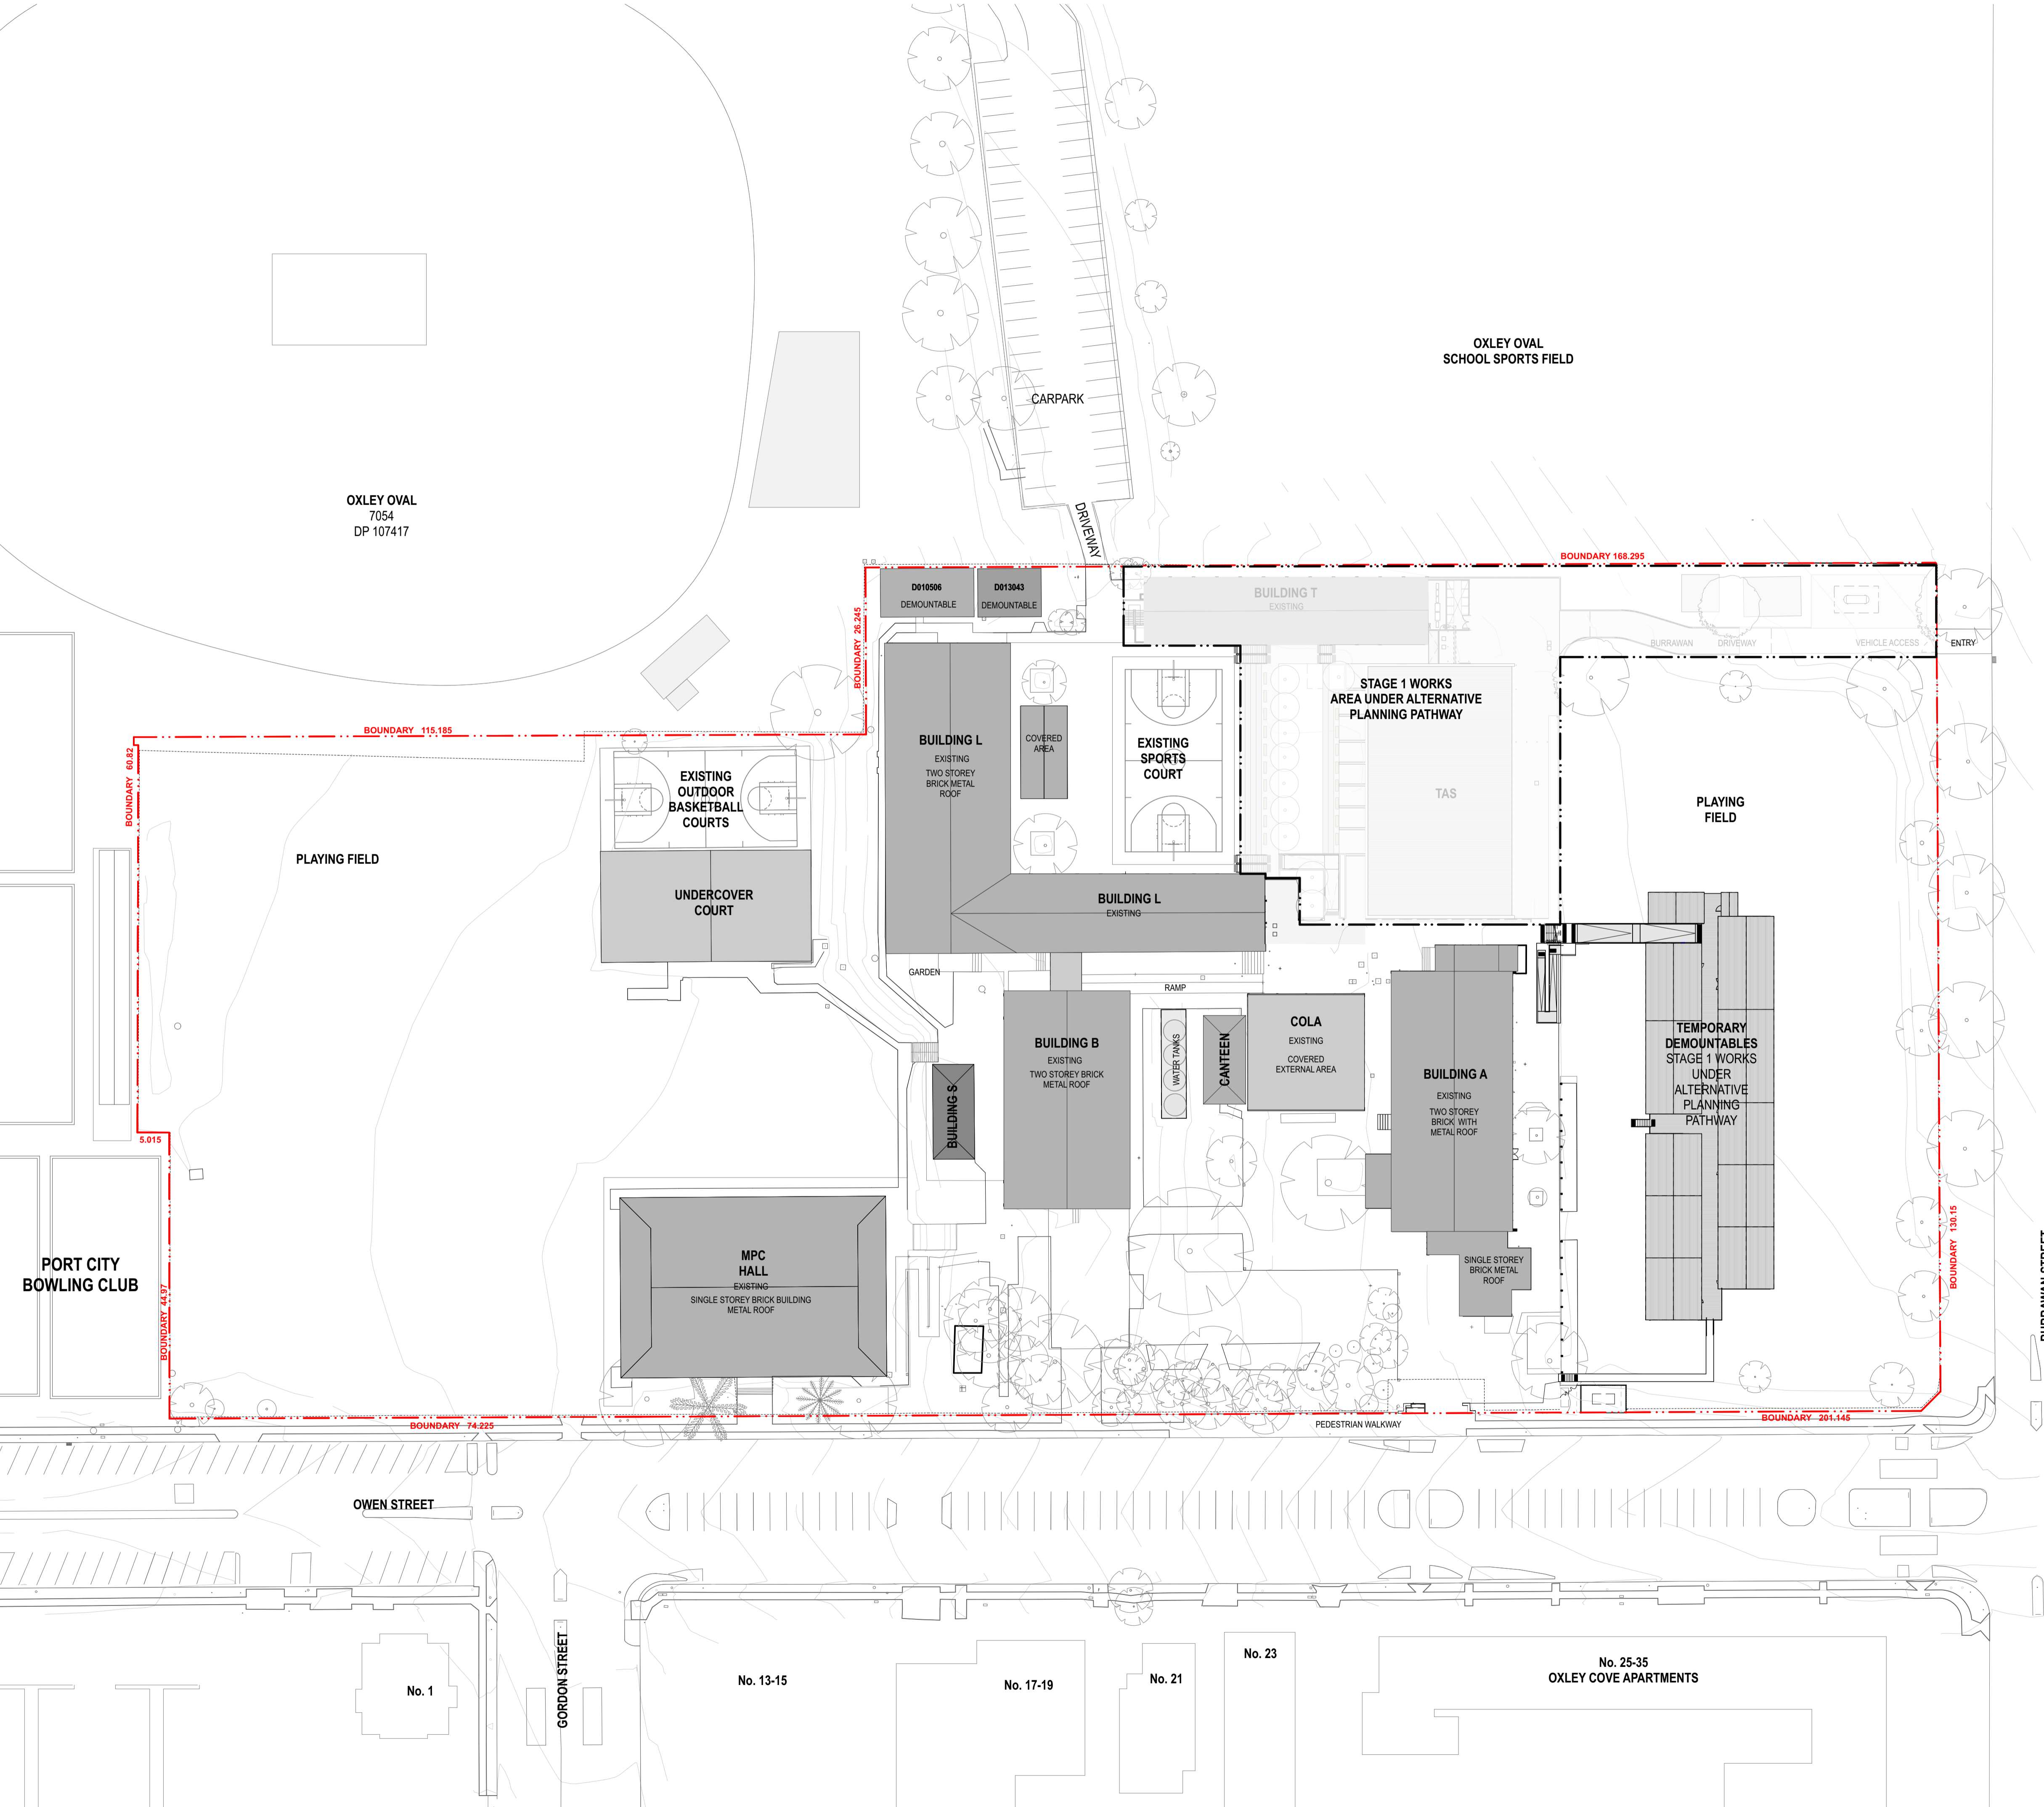 OXLEY OVAL
SCHOOL SPORTS FIELD
CARPARK
OXLEY OVAL
7054
DP 107417
DRIVEWAY
BOUNDARY 168.295
D010506
DEMOUNTABLE
D013043
DEMOUNTABLE
BUILDING T
EXISTING
BOUNDARY 26.245
BURRAWAN DRIVEWAY
VEHICLE ACCESS
ENTRY
STAGE 1 WORKS
AREA UNDER ALTERNATIVE
PLANNING PATHWAY
BOUNDARY 115.185
BOUNDARY 60.82
BUILDING L
EXISTING
TWO STOREY
BRICK METAL
ROOF
COVERED
AREA
EXISTING
SPORTS
COURT
EXISTING
OUTDOOR
BASKETBALL
COURTS
TAS
PLAYING
FIELD
PLAYING FIELD
UNDERCOVER
COURT
BUILDING L
EXISTING
GARDEN
RAMP
BUILDING B
EXISTING
TWO STOREY BRICK
METAL ROOF
WATER TANKS
CANTEEN
COLA
EXISTING
COVERED
EXTERNAL AREA
BUILDING A
EXISTING
TWO STOREY
BRICK WITH
METAL ROOF
TEMPORARY
DEMOUNTABLES
STAGE 1 WORKS
UNDER
ALTERNATIVE
PLANNING
PATHWAY
BUILDING S
5.015
BOUNDARY 130.15
PORT CITY
BOWLING CLUB
BOUNDARY 44.97
MPC
HALL
EXISTING
SINGLE STOREY BRICK BUILDING
METAL ROOF
SINGLE STOREY
BRICK METAL
ROOF
BURRAWAN STREET
BOUNDARY 74.225
PEDESTRIAN WALKWAY
BOUNDARY 201.145
OWEN STREET
GORDON STREET
No. 1
No. 13-15
No. 17-19
No. 21
No. 23
No. 25-35
OXLEY COVE APARTMENTS